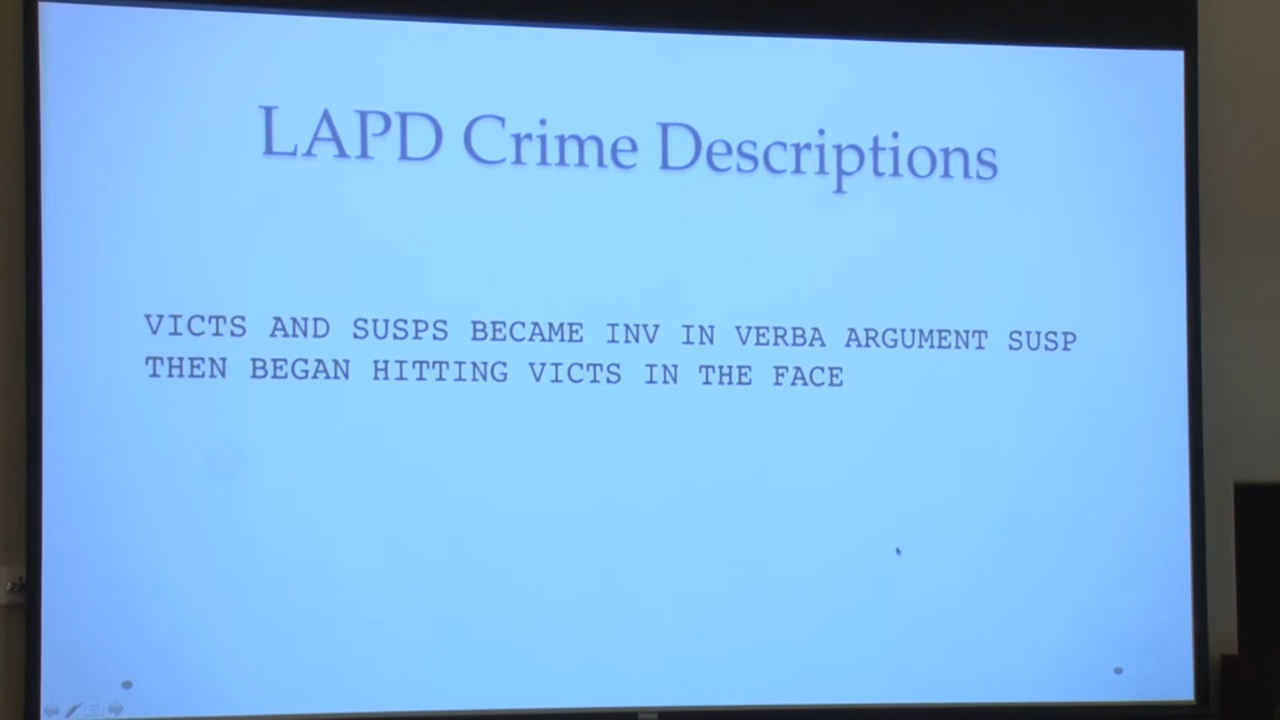 LAPD Crime Descriptions
VICTS AND SUSPS BECAME INV IN VERBA ARGUMENT SUSP
THEN BEGAN HITTING VICTS IN THE FACE